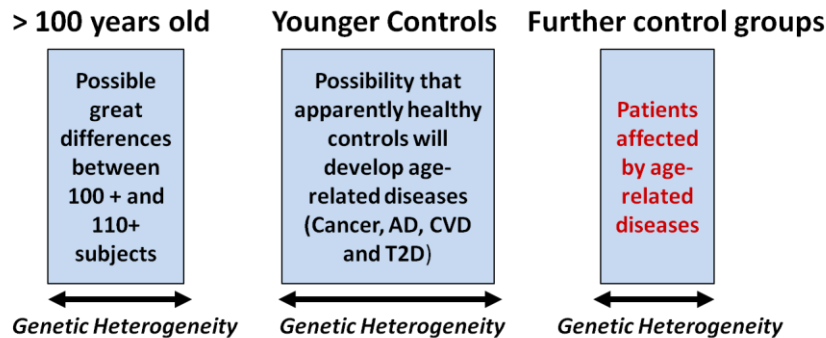 > 100 years old
Possible
great
differences
between
100 + and
110+
subjects
Genetic Heterogeneity
Younger Controls
Possibility that
apparently healthy
controls will
develop age-
related diseases
(Cancer, AD, CVD
and T2D)
Genetic Heterogeneity
Further control groups
Patients
affected
by age-
related
diseases
Genetic Heterogeneity